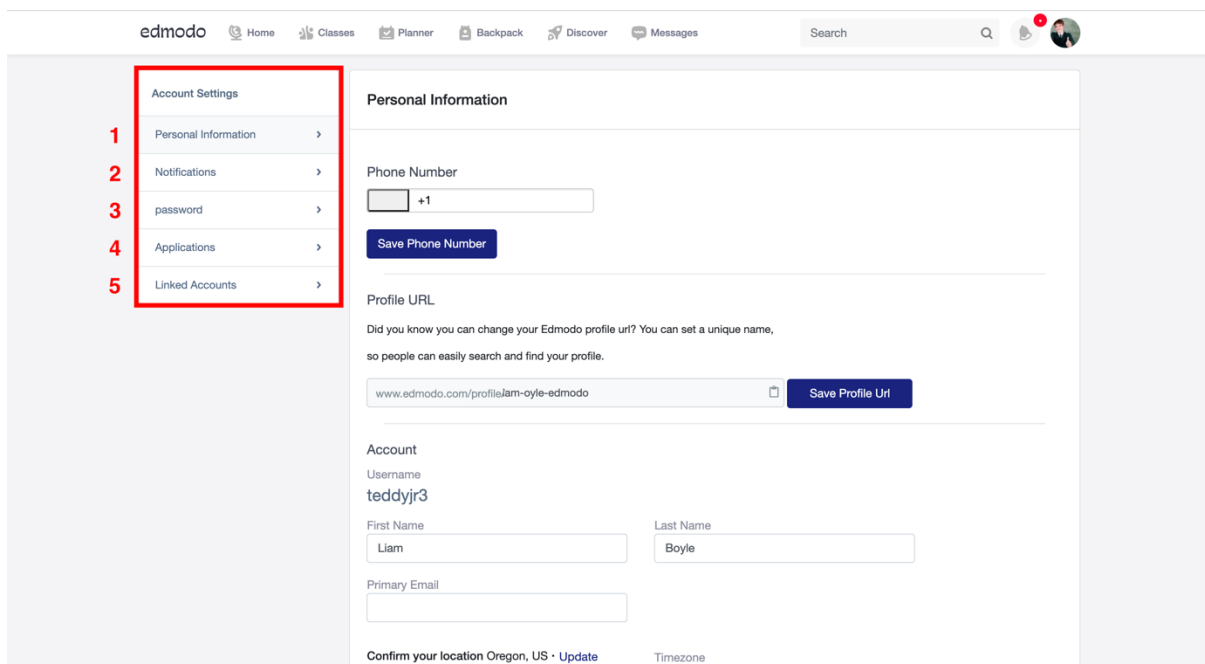 edmodo Home Classes Planner Backpack Discover Messages Search
Account Settings
1 Personal Information
2 Notifications
3 password
4 Applications
5 Linked Accounts
Personal Information
Phone Number
+1
Save Phone Number
Profile URL
Did you know you can change your Edmodo profile url? You can set a unique name,
so people can easily search and find your profile.
www.edmodo.com/profile/iam-oyle-edmodo Save Profile Url
Account
Username
teddyjr3
First Name Last Name
Liam Boyle
Primary Email
Confirm your location Oregon, US · Update Timezone